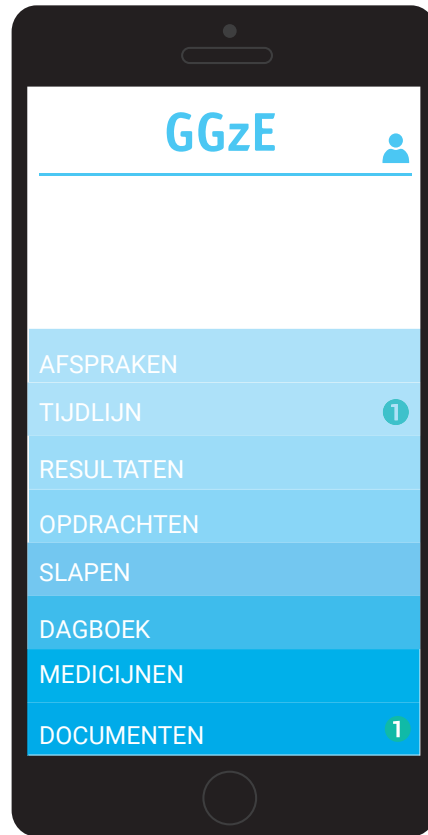 GGzE
AFSPRAKEN
TIJDLIJN 1
RESULTATEN
OPDRACHTEN
SLAPEN
DAGBOEK
MEDICIJNEN
DOCUMENTEN 1